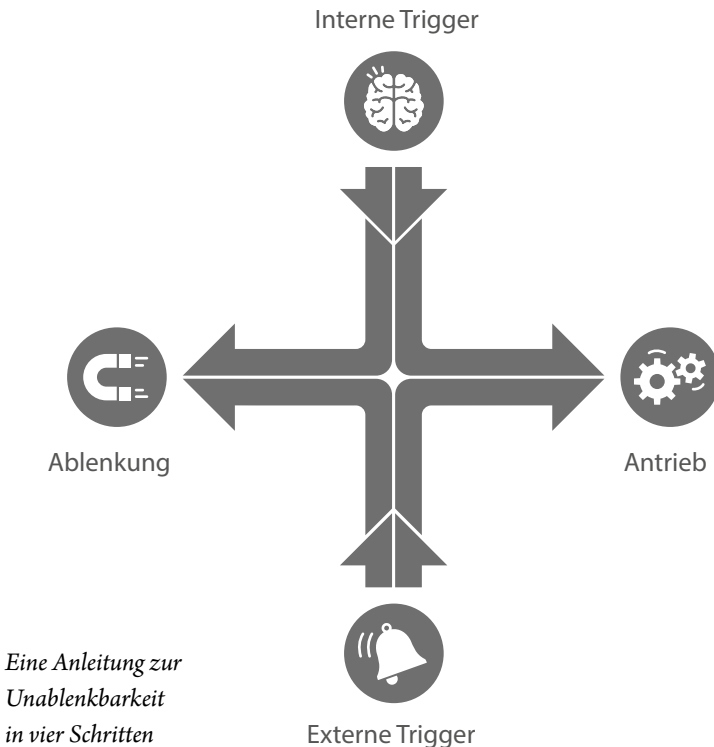 Interne Trigger
Ablenkung
Antrieb
Eine Anleitung zur
Unablenkbarkeit
in vier Schritten
Externe Trigger